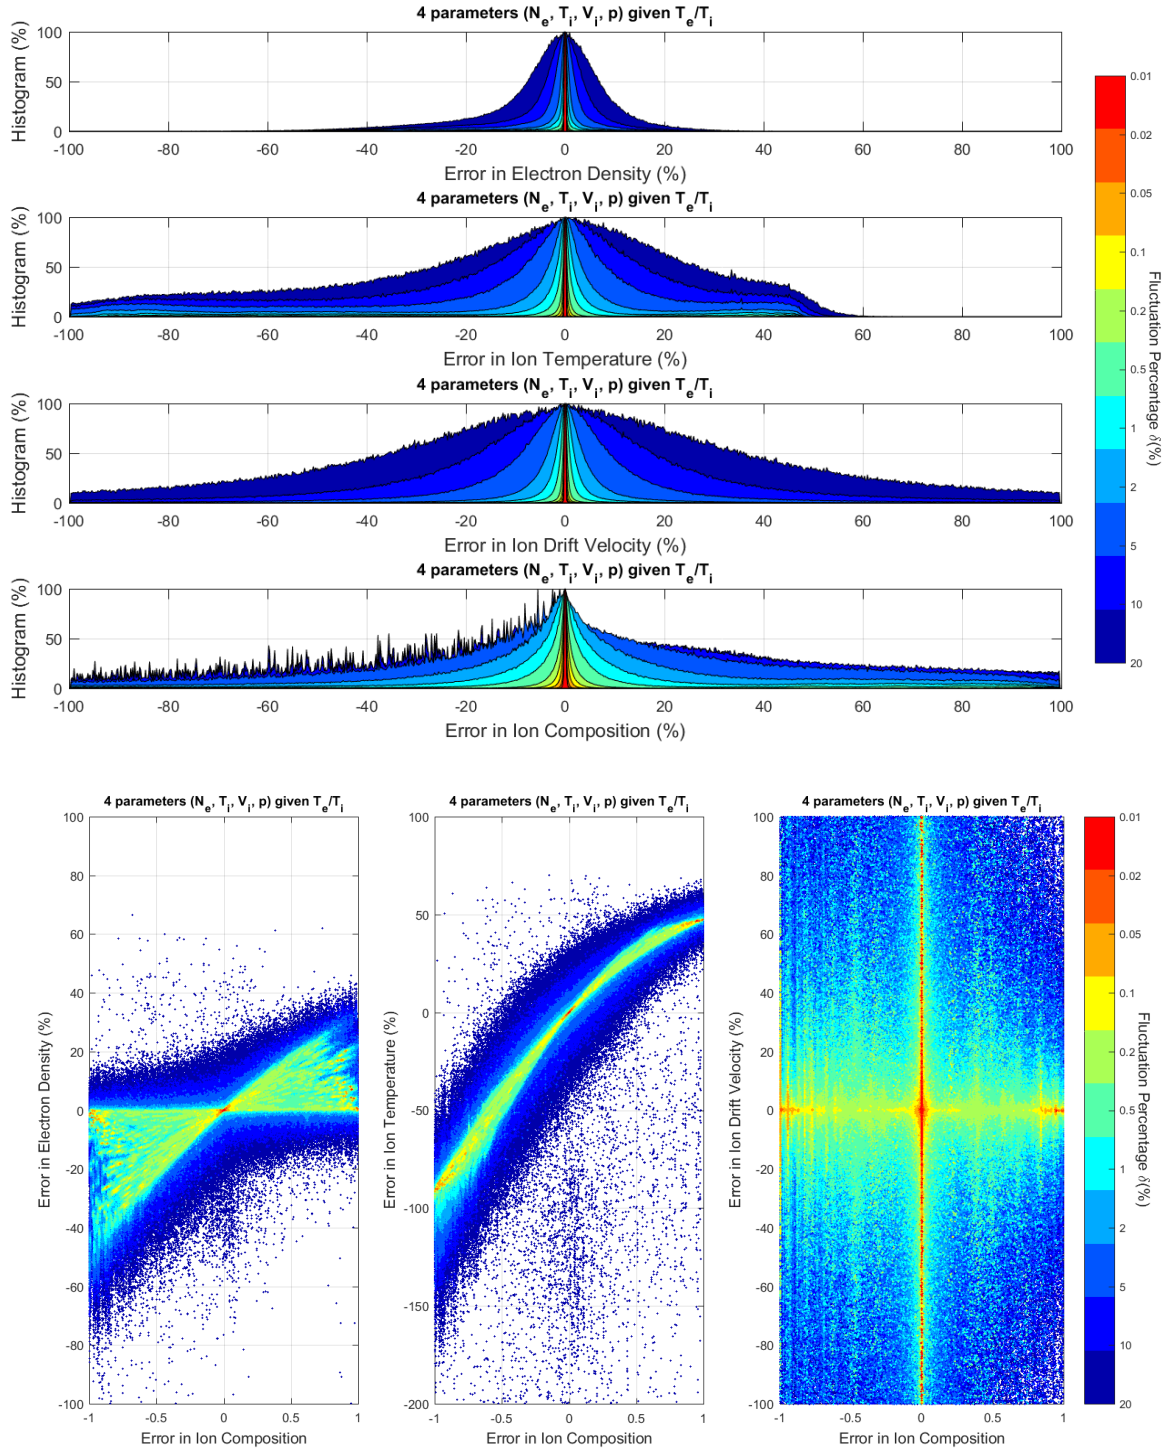 4 parameters (Ne, Ti, Vi, p) given Te/Ti
Histogram (%)
100
50
0
-100 -80 -60 -40 -20 0 20 40 60 80 100
Error in Electron Density (%)
4 parameters (Ne, Ti, Vi, p) given Te/Ti
Histogram (%)
100
50
0
-100 -80 -60 -40 -20 0 20 40 60 80 100
Error in Ion Temperature (%)
4 parameters (Ne, Ti, Vi, p) given Te/Ti
Histogram (%)
100
50
0
-100 -80 -60 -40 -20 0 20 40 60 80 100
Error in Ion Drift Velocity (%)
4 parameters (Ne, Ti, Vi, p) given Te/Ti
Histogram (%)
100
50
0
-100 -80 -60 -40 -20 0 20 40 60 80 100
Error in Ion Composition (%)
0.01
0.02
0.05
0.1
0.2
0.5
1
2
5
10
20
Fluctuation Percentage δ(%)
4 parameters (Ne, Ti, Vi, p) given Te/Ti
Error in Electron Density (%)
100
80
60
40
20
0
-20
-40
-60
-80
-100
-1 -0.5 0 0.5 1
Error in Ion Composition
4 parameters (Ne, Ti, Vi, p) given Te/Ti
Error in Ion Temperature (%)
100
50
0
-50
-100
-150
-200
-1 -0.5 0 0.5 1
Error in Ion Composition
4 parameters (Ne, Ti, Vi, p) given Te/Ti
Error in Ion Drift Velocity (%)
100
80
60
40
20
0
-20
-40
-60
-80
-100
-1 -0.5 0 0.5 1
Error in Ion Composition
0.01
0.02
0.05
0.1
0.2
0.5
1
2
5
10
20
Fluctuation Percentage δ(%)